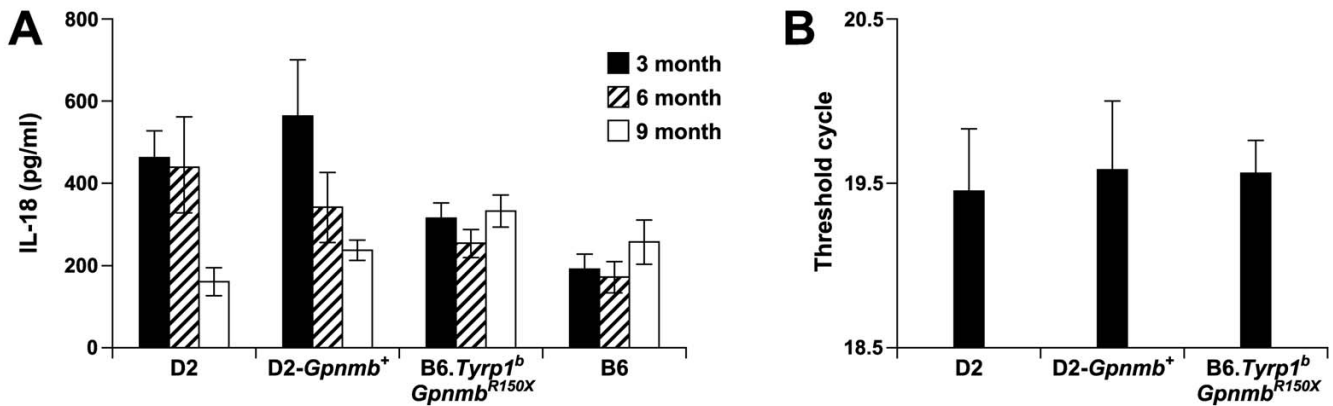 A
IL-18 (pg/ml)
800
600
400
200
0
3 month
6 month
9 month
D2
D2-Gpnmb+
B6.Tyrp1b
GpnmbR150X
B6
B
Threshold cycle
20.5
19.5
18.5
D2
D2-Gpnmb+
B6.Tyrp1b
GpnmbR150X